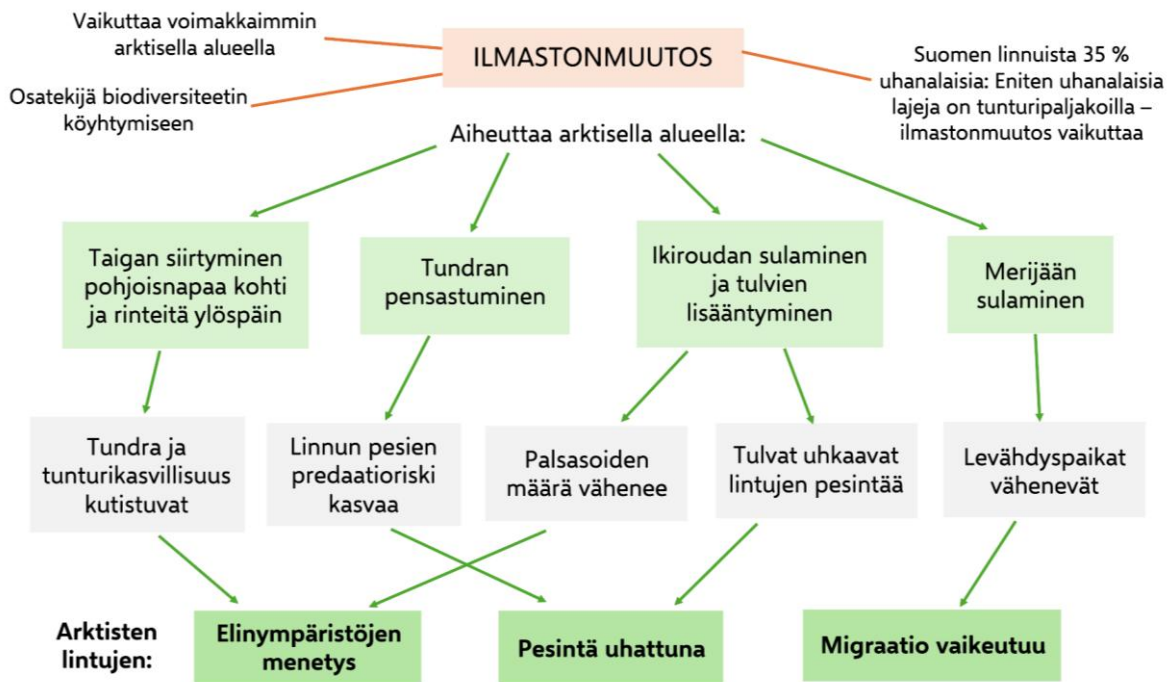 Vaikuttaa voimakkaimmin
arktisella alueella
ILMASTONMUUTOS
Suomen linnuista 35 %
uhanalaisia: Eniten uhanalaisia
lajeja on tunturipaljakoilla –
ilmastonmuutos vaikuttaa
Osatekijä biodiversiteetin
köyhtymiseen
Aiheuttaa arktisella alueella:
Taigan siirtyminen
pohjoisnapaa kohti
ja rinteitä ylöspäin
Tundran
pensastuminen
Ikiroudan sulaminen
ja tulvien
lisääntyminen
Merijään
sulaminen
Tundra ja
tunturikasvillisuus
kutistuvat
Linnun pesien
predaatioriski
kasvaa
Palsasoiden
määrä vähenee
Tulvat uhkaavat
lintujen pesintää
Levähdyspaikat
vähenevät
Arktisten
lintujen:
Elinympäristöjen
menetys
Pesintä uhattuna
Migraatio vaikeutuu